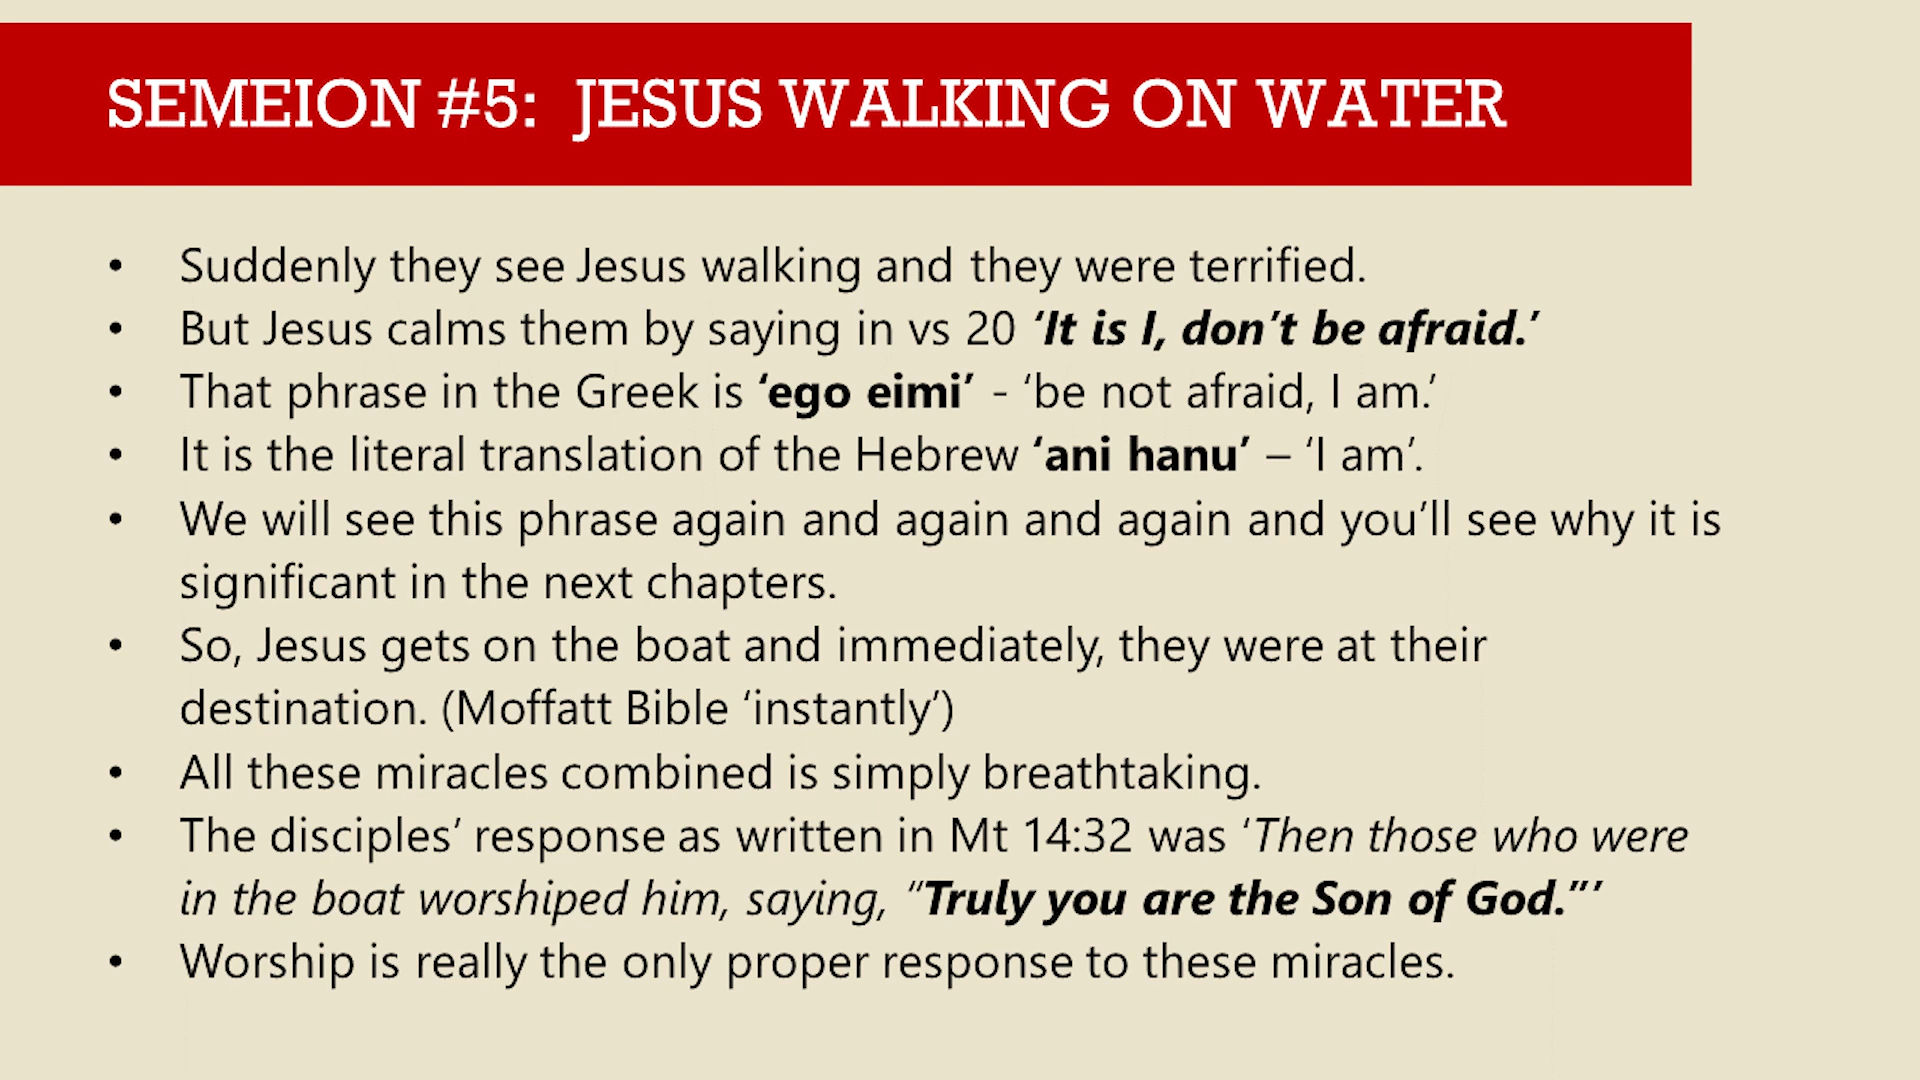 SEMEION #5: JESUS WALKING ON WATER
• Suddenly they see Jesus walking and they were terrified.
• But Jesus calms them by saying in vs 20 ‘It is I, don’t be afraid.’
• That phrase in the Greek is ‘ego eimi’ - ‘be not afraid, I am.’
• It is the literal translation of the Hebrew ‘ani hanu’ – ‘I am’.
• We will see this phrase again and again and again and you’ll see why it is
significant in the next chapters.
• So, Jesus gets on the boat and immediately, they were at their
destination. (Moffatt Bible ‘instantly’)
• All these miracles combined is simply breathtaking.
• The disciples’ response as written in Mt 14:32 was ‘Then those who were
in the boat worshiped him, saying, “Truly you are the Son of God.”’
• Worship is really the only proper response to these miracles.